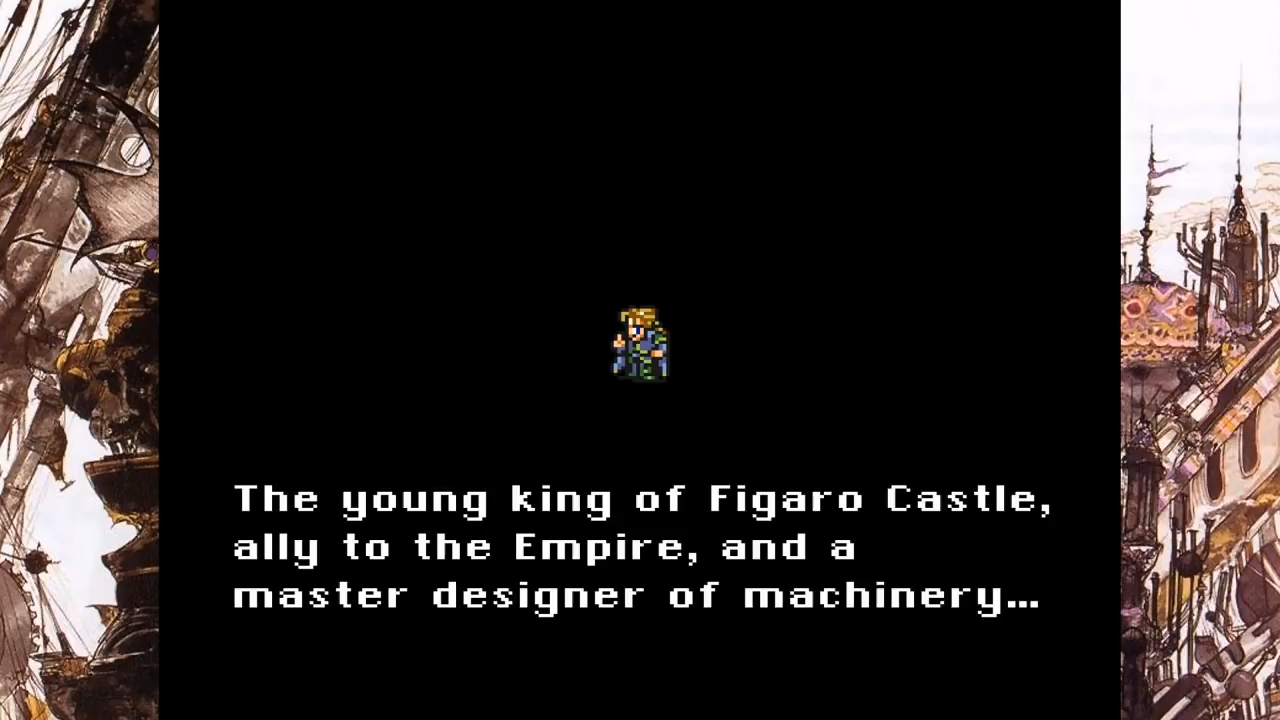 The young king of Figaro Castle,
ally to the Empire, and a
master designer of machinery…